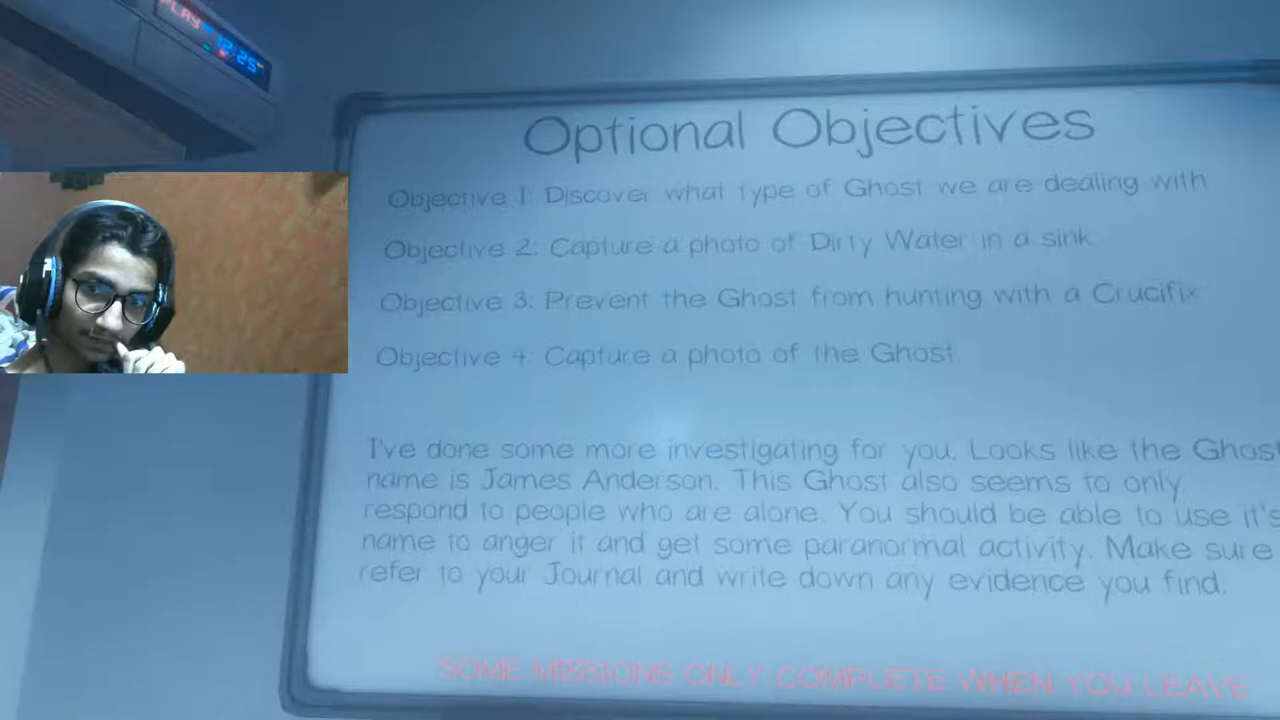 PLAY
12:25
Optional Objectives
Objective 1: Discover what type of Ghost we are dealing with
Objective 2: Capture a photo of Dirty Water in a sink
Objective 3: Prevent the Ghost from hunting with a Crucifix
Objective 4: Capture a photo of the Ghost
I've done some more investigating for you. Looks like the Ghost
name is James Anderson. This Ghost also seems to only
respond to people who are alone. You should be able to use it's
name to anger it and get some paranormal activity. Make sure
refer to your Journal and write down any evidence you find.
SOME MISSIONS ONLY COMPLETE WHEN YOU LEAVE